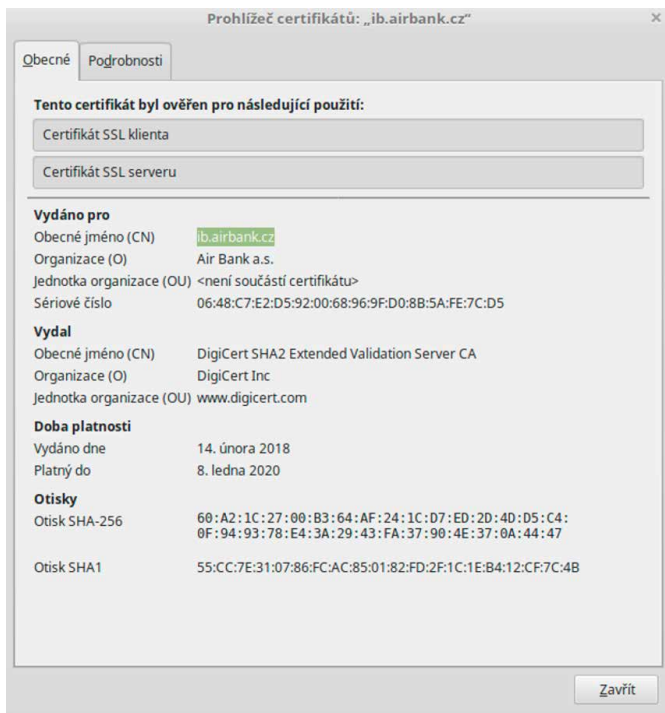 Prohlížeč certifikátů: „ib.airbank.cz“ ×
Obecné Podrobnosti
Tento certifikát byl ověřen pro následující použití:
Certifikát SSL klienta
Certifikát SSL serveru
Vydáno pro
Obecné jméno (CN) ib.airbank.cz
Organizace (O) Air Bank a.s.
Jednotka organizace (OU) <není součástí certifikátu>
Sériové číslo 06:48:C7:E2:D5:92:00:68:96:9F:D0:8B:5A:FE:7C:D5
Vydal
Obecné jméno (CN) DigiCert SHA2 Extended Validation Server CA
Organizace (O) DigiCert Inc
Jednotka organizace (OU) www.digicert.com
Doba platnosti
Vydáno dne 14. února 2018
Platný do 8. ledna 2020
Otisky
Otisk SHA-256 60:A2:1C:27:00:B3:64:AF:24:1C:D7:ED:2D:4D:D5:C4:
0F:94:93:78:E4:3A:29:43:FA:37:90:4E:37:0A:44:47
Otisk SHA1 55:CC:7E:31:07:86:FC:AC:85:01:82:FD:2F:1C:1E:B4:12:CF:7C:4B
Zavřít